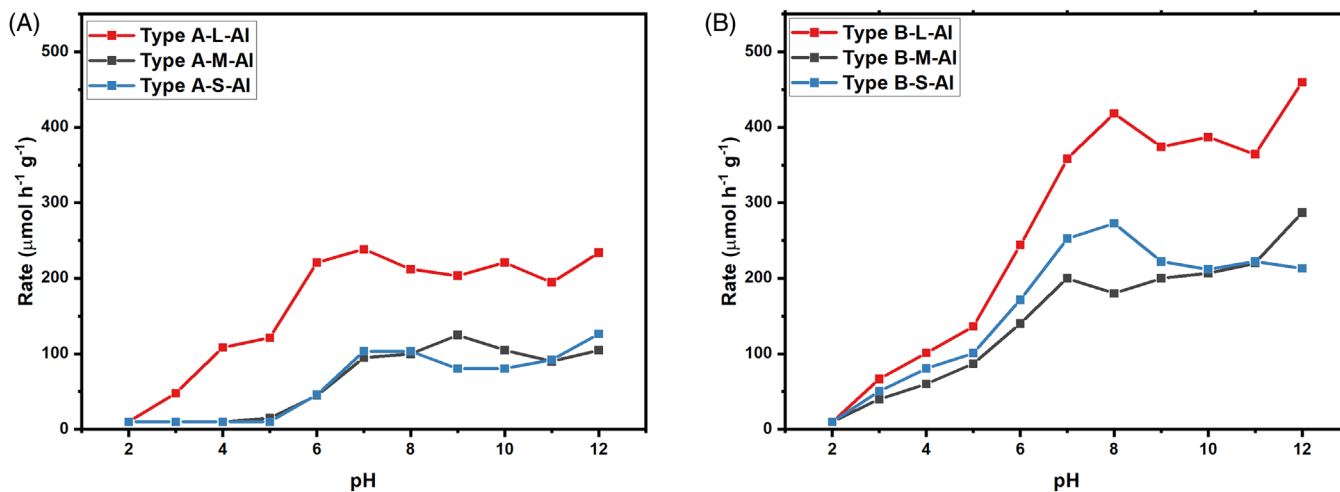 (A)
Type A-L-Al
Type A-M-Al
Type A-S-Al
500
400
300
200
100
0
Rate (μmol h⁻¹ g⁻¹)
2 4 6 8 10 12
pH
(B)
Type B-L-Al
Type B-M-Al
Type B-S-Al
500
400
300
200
100
0
Rate (μmol h⁻¹ g⁻¹)
2 4 6 8 10 12
pH